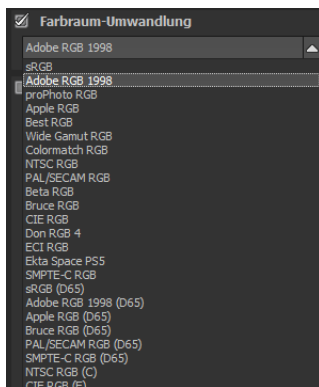 Farbraum-Umwandlung
Adobe RGB 1998
sRGB
Adobe RGB 1998
proPhoto RGB
Apple RGB
Best RGB
Wide Gamut RGB
Colormatch RGB
NTSC RGB
PAL/SECAM RGB
Beta RGB
Bruce RGB
CIE RGB
Don RGB 4
ECI RGB
Ekta Space PS5
SMPTE-C RGB
sRGB (D65)
Adobe RGB 1998 (D65)
Apple RGB (D65)
Bruce RGB (D65)
PAL/SECAM RGB (D65)
SMPTE-C RGB (D65)
NTSC RGB (C)
CIE RGB (E)